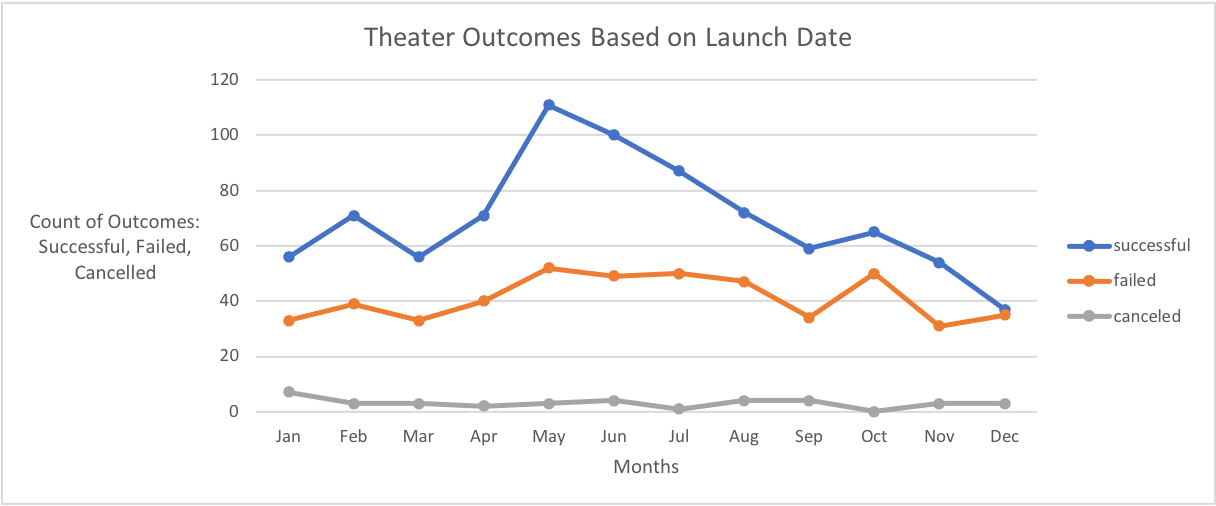 Theater Outcomes Based on Launch Date
120
100
80
60
40
20
0
Count of Outcomes:
Successful, Failed,
Cancelled
Jan Feb Mar Apr May Jun Jul Aug Sep Oct Nov Dec
Months
successful
failed
canceled